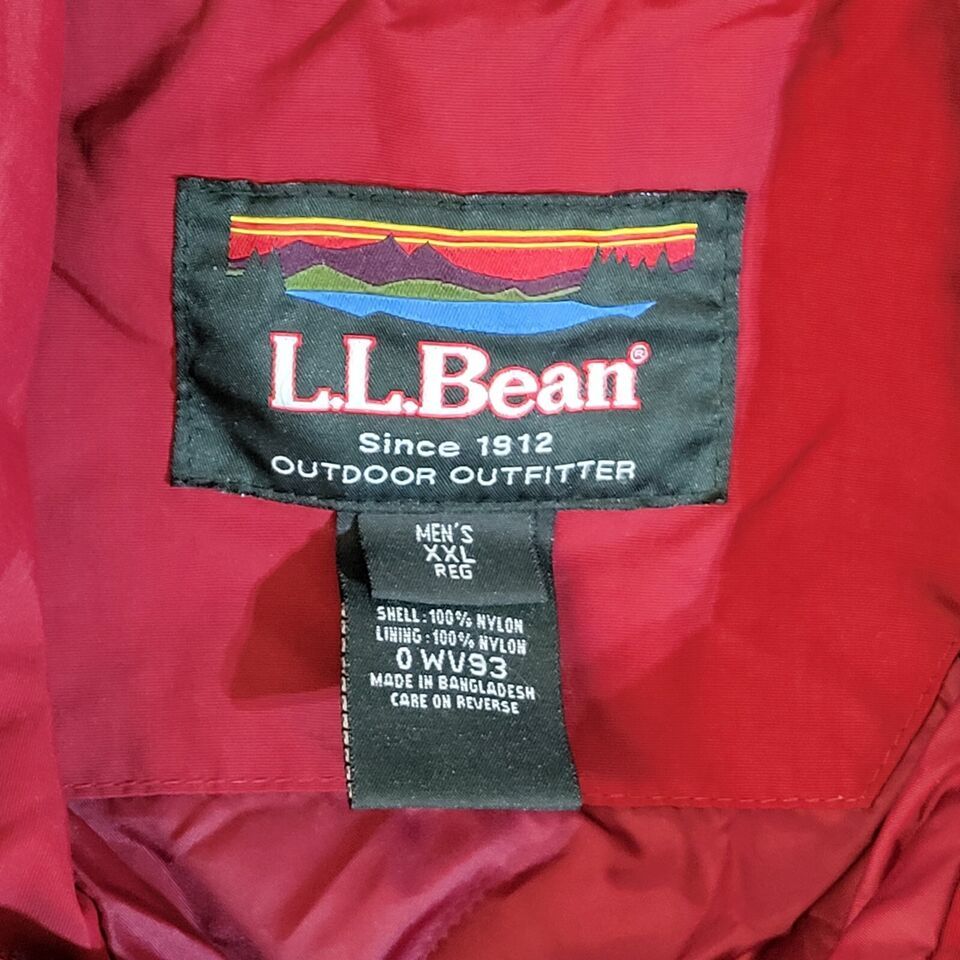 L.L.Bean®
Since 1912
OUTDOOR OUTFITTER
MEN'S
XXL
REG
SHELL: 100% NYLON
LINING: 100% NYLON
0 WV93
MADE IN BANGLADESH
CARE ON REVERSE